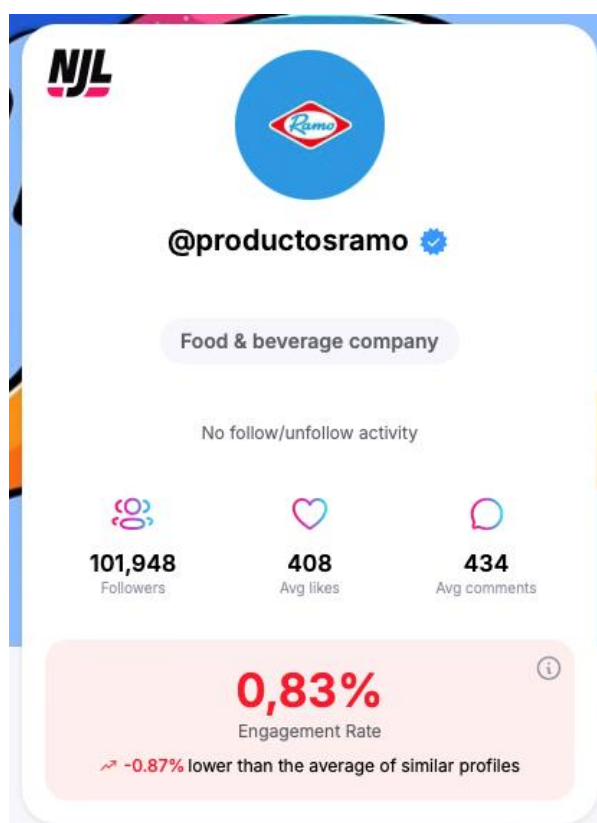 NJL
Ramo
@productosramo
Food & beverage company
No follow/unfollow activity
101,948 408 434
Followers Avg likes Avg comments
0,83%
Engagement Rate
-0.87% lower than the average of similar profiles